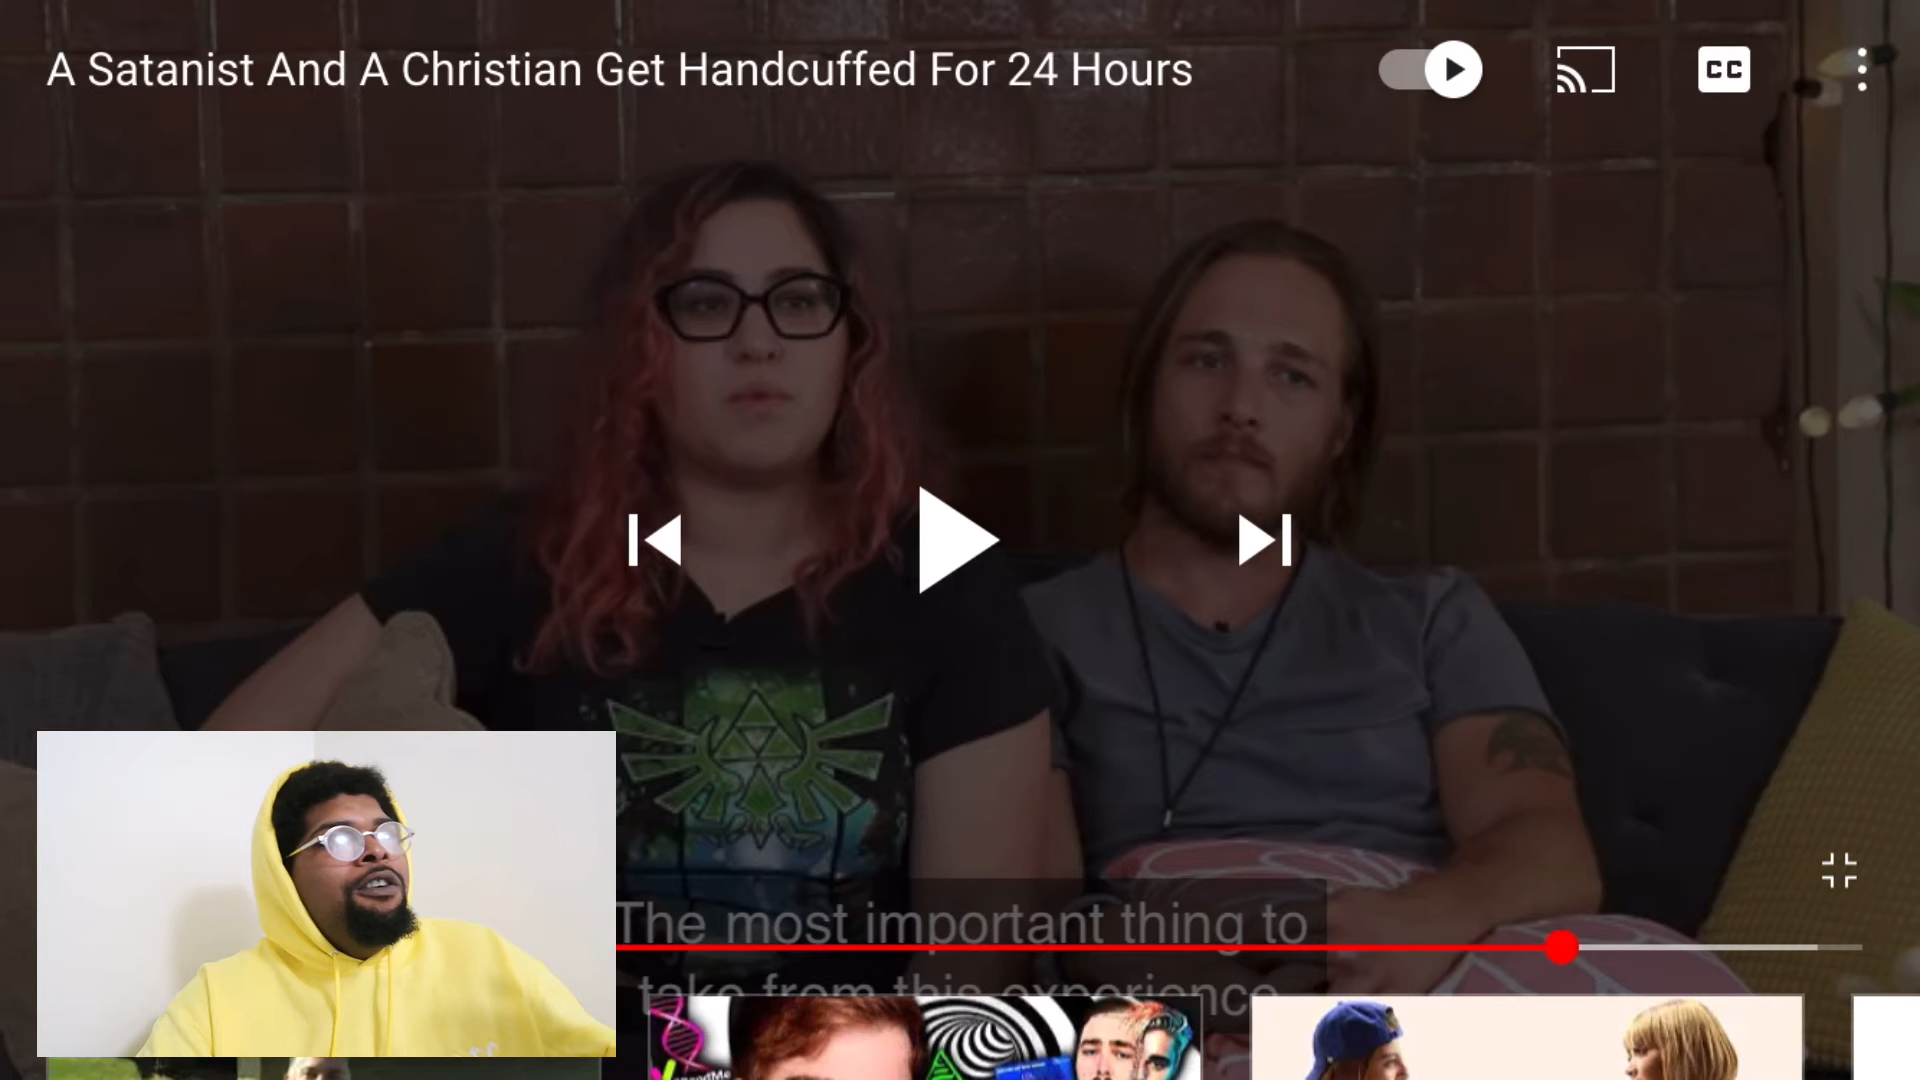 A Satanist And A Christian Get Handcuffed For 24 Hours
CC
The most important thing to
take from this experience